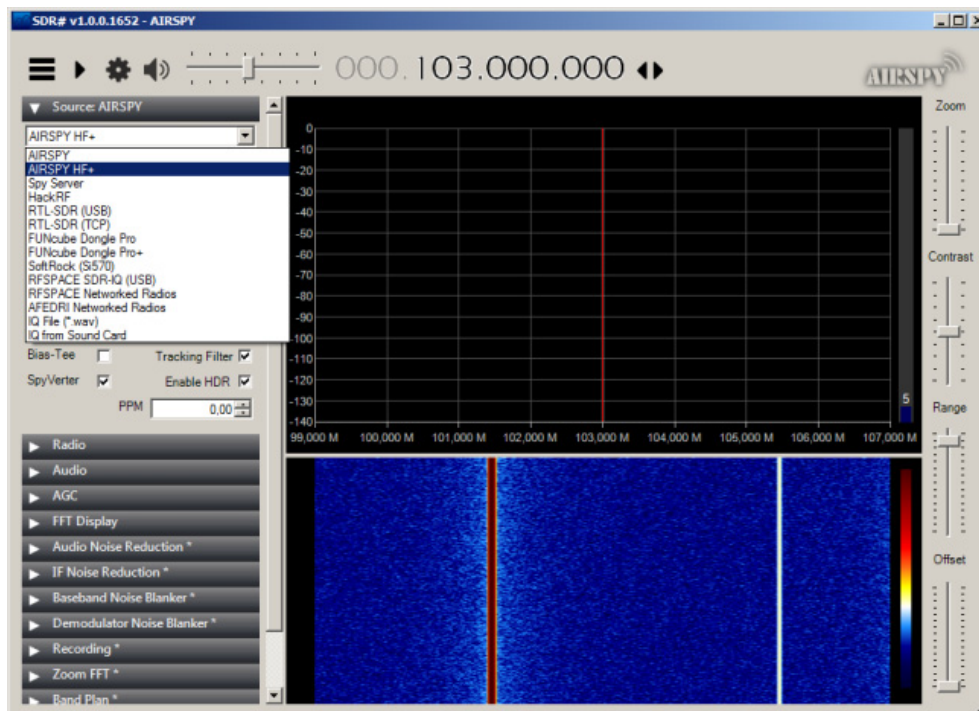 SDR# v1.0.0.1652 - AIRSPY
000.103.000.000
AIRSPY
Source: AIRSPY
AIRSPY HF+
AIRSPY
AIRSPY HF+
Spy Server
HackRF
RTL-SDR (USB)
RTL-SDR (TCP)
FUNcube Dongle Pro
FUNcube Dongle Pro+
SoftRock (Si570)
RFSPACE SDR-IQ (USB)
RFSPACE Networked Radios
AFEDRI Networked Radios
IQ File (*.wav)
IQ from Sound Card
Bias-Tee Tracking Filter
SpyVerter Enable HDR
PPM 0,00
Radio
Audio
AGC
FFT Display
Audio Noise Reduction *
IF Noise Reduction *
Baseband Noise Blanker *
Demodulator Noise Blanker *
Recording *
Zoom FFT *
Band Plan *
0
-10
-20
-30
-40
-50
-60
-70
-80
-90
-100
-110
-120
-130
-140
5
99,000 M 100,000 M 101,000 M 102,000 M 103,000 M 104,000 M 105,000 M 106,000 M 107,000 M
Zoom
Contrast
Range
Offset